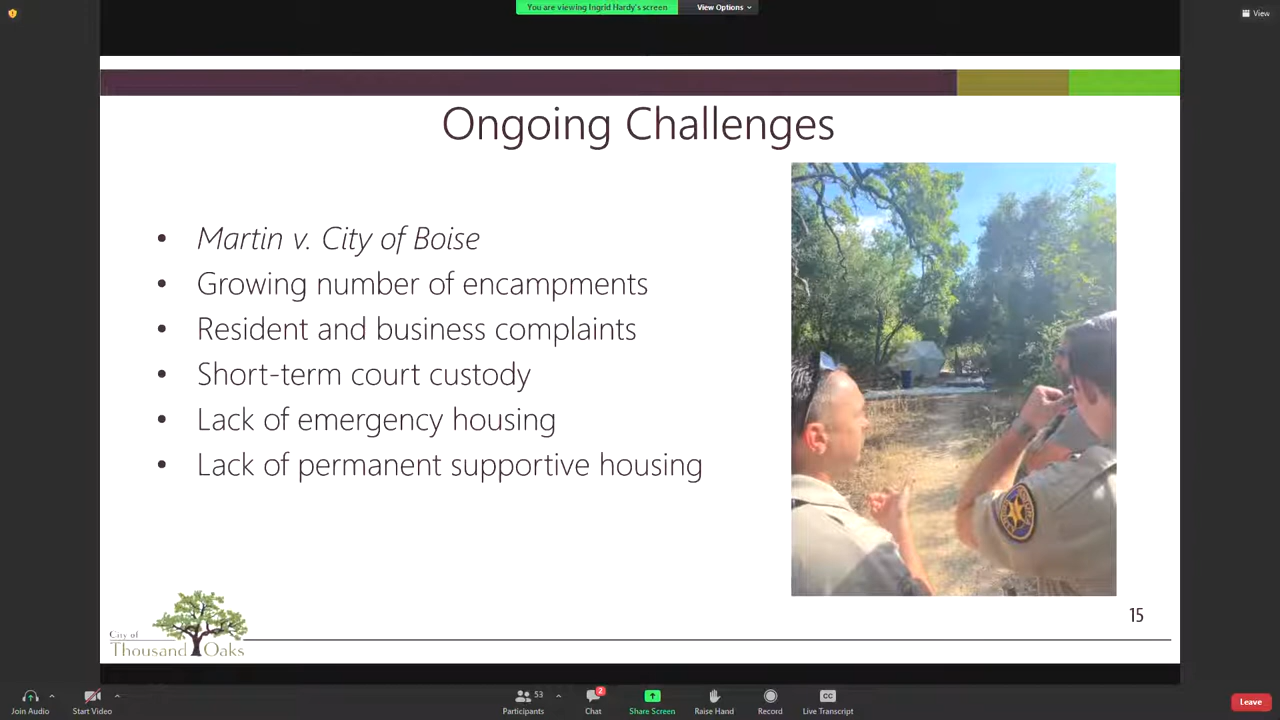 You are viewing Ingrid Hardy's screen
View Options
View
Ongoing Challenges
• Martin v. City of Boise
• Growing number of encampments
• Resident and business complaints
• Short-term court custody
• Lack of emergency housing
• Lack of permanent supportive housing
15
City of
Thousand Oaks
53
2
CC
Join Audio
Start Video
Participants
Chat
Share Screen
Raise Hand
Record
Live Transcript
Leave